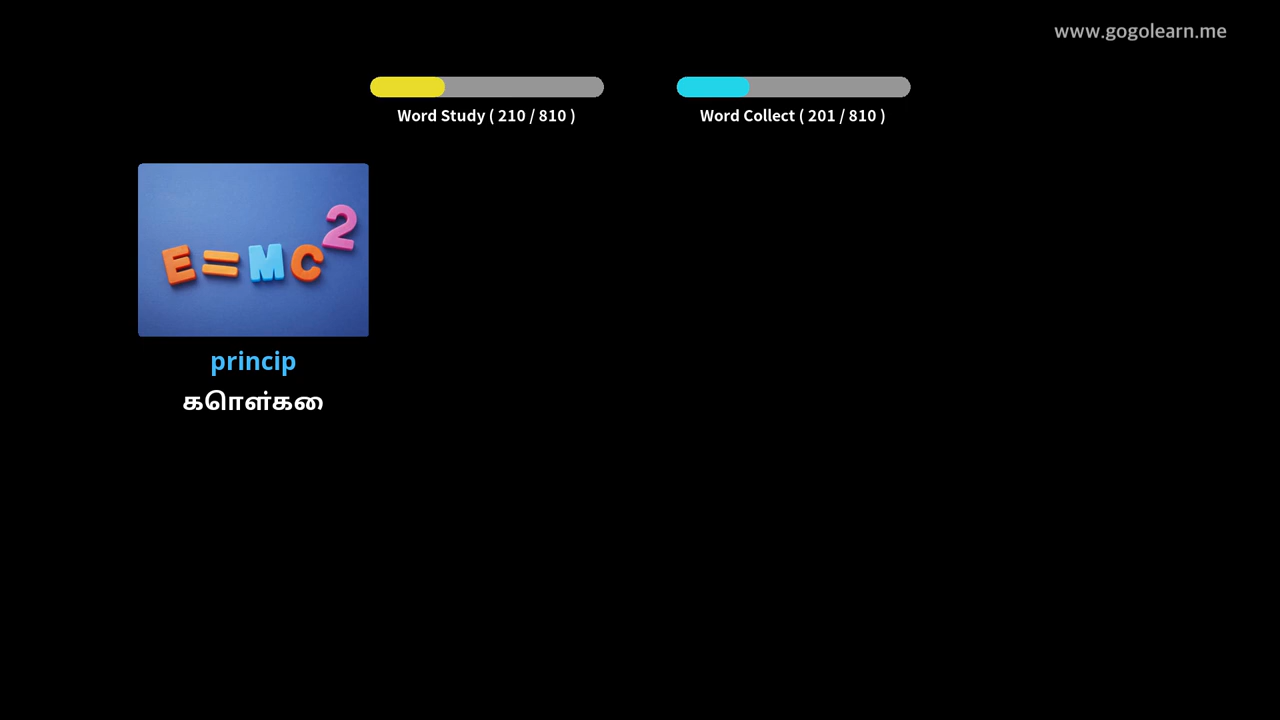 www.gogolearn.me
Word Study ( 210 / 810 )
Word Collect ( 201 / 810 )
E=MC2
princip
கொள்கை